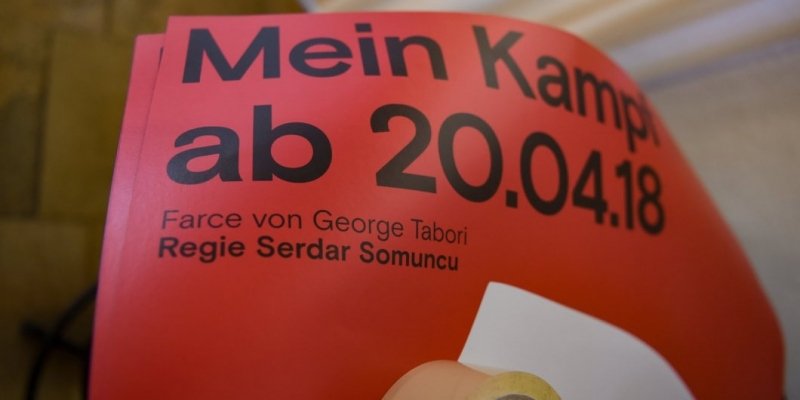 Mein Kampf
ab 20.04.18
Farce von George Tabori
Regie Serdar Somuncu